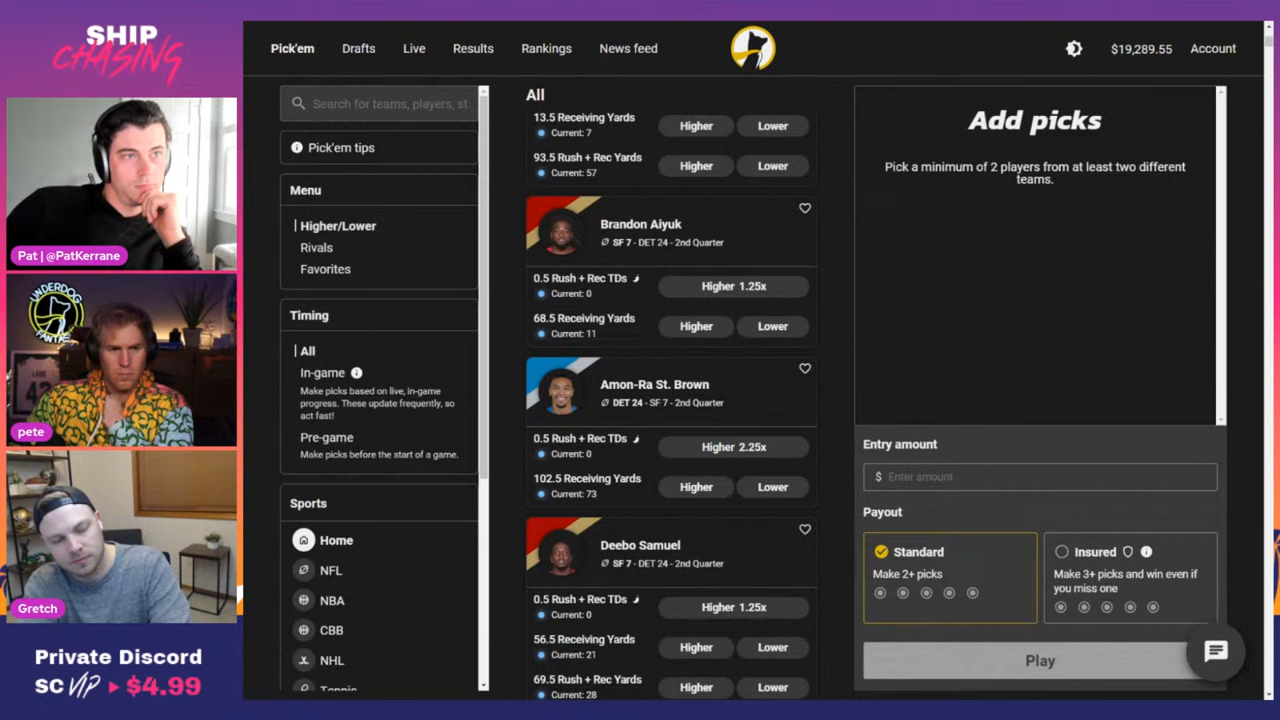 SHIP
CHASING
Pat | @PatKerrane
UNDERDOG
pete
Gretch
Private Discord
SC VIP ▸ $4.99
Pick'em
Drafts
Live
Results
Rankings
News feed
$19,289.55
Account
Search for teams, players, st
Pick'em tips
Menu
Higher/Lower
Rivals
Favorites
Timing
All
In-game
Make picks based on live, in-game
progress. These update frequently, so
act fast!
Pre-game
Make picks before the start of a game.
Sports
Home
NFL
NBA
CBB
NHL
Tennis
All
13.5 Receiving Yards
Current: 7
Higher
Lower
93.5 Rush + Rec Yards
Current: 57
Higher
Lower
Brandon Aiyuk
SF 7 - DET 24 - 2nd Quarter
0.5 Rush + Rec TDs
Current: 0
Higher 1.25x
68.5 Receiving Yards
Current: 11
Higher
Lower
Amon-Ra St. Brown
DET 24 - SF 7 - 2nd Quarter
0.5 Rush + Rec TDs
Current: 0
Higher 2.25x
102.5 Receiving Yards
Current: 73
Higher
Lower
Deebo Samuel
SF 7 - DET 24 - 2nd Quarter
0.5 Rush + Rec TDs
Current: 0
Higher 1.25x
56.5 Receiving Yards
Current: 21
Higher
Lower
69.5 Rush + Rec Yards
Current: 28
Higher
Lower
Add picks
Pick a minimum of 2 players from at least two different
teams.
Entry amount
$ Enter amount
Payout
Standard
Make 2+ picks
Insured
Make 3+ picks and win even if
you miss one
Play